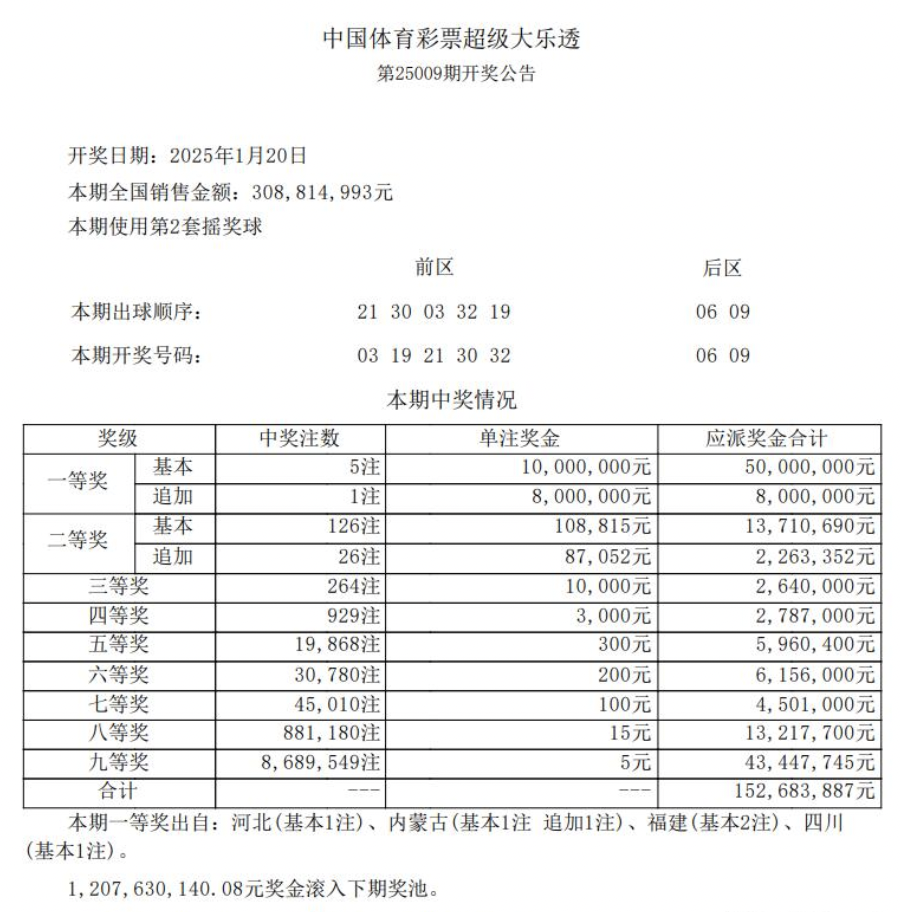 中国体育彩票超级大乐透
第25009期开奖公告
开奖日期：2025年1月20日
本期全国销售金额：308,814,993元
本期使用第2套摇奖球
前区 后区
本期出球顺序： 21 30 03 32 19 06 09
本期开奖号码： 03 19 21 30 32 06 09
本期中奖情况
奖级 中奖注数 单注奖金 应派奖金合计
一等奖 基本 5注 10,000,000元 50,000,000元
追加 1注 8,000,000元 8,000,000元
二等奖 基本 126注 108,815元 13,710,690元
追加 26注 87,052元 2,263,352元
三等奖 264注 10,000元 2,640,000元
四等奖 929注 3,000元 2,787,000元
五等奖 19,868注 300元 5,960,400元
六等奖 30,780注 200元 6,156,000元
七等奖 45,010注 100元 4,501,000元
八等奖 881,180注 15元 13,217,700元
九等奖 8,689,549注 5元 43,447,745元
合计 --- --- 152,683,887元
本期一等奖出自：河北(基本1注)、内蒙古(基本1注 追加1注)、福建(基本2注)、四川
(基本1注)。
1,207,630,140.08元奖金滚入下期奖池。